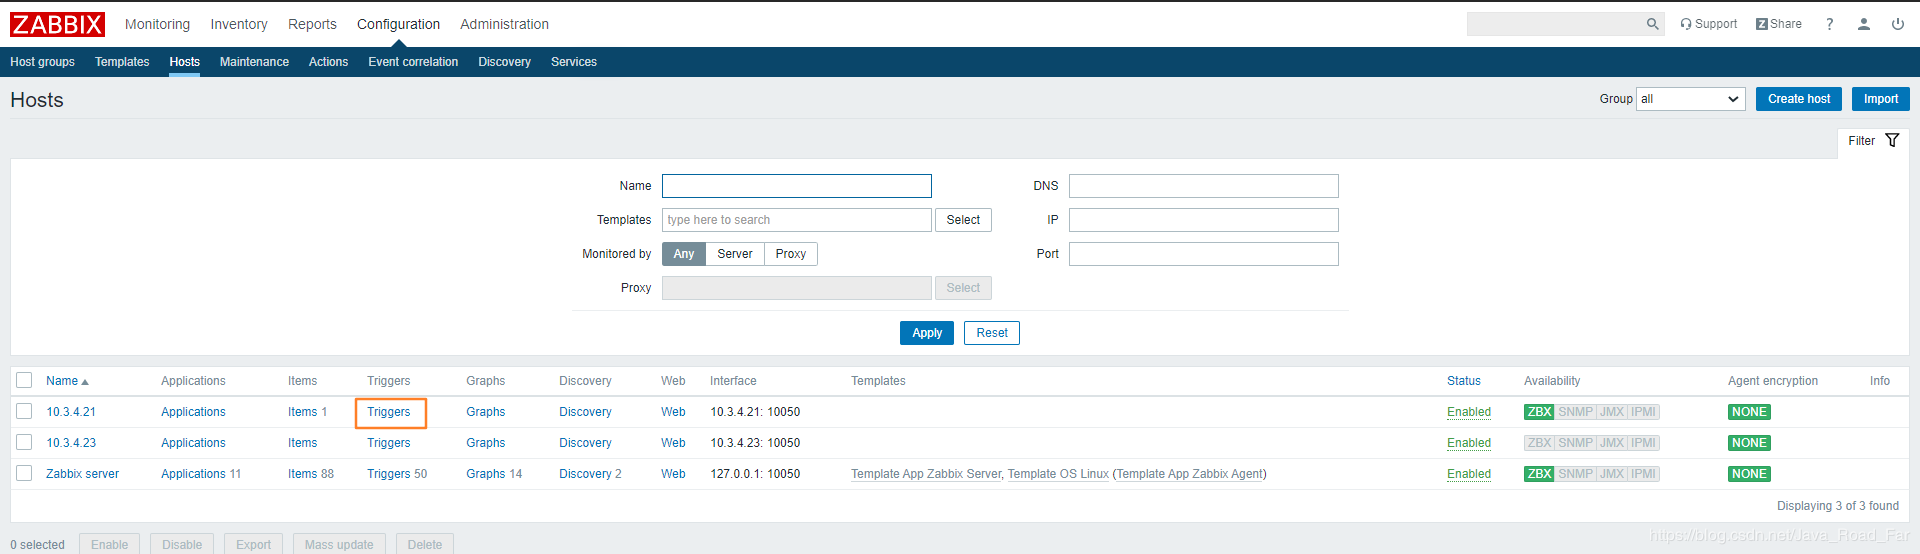 ZABBIX Monitoring Inventory Reports Configuration Administration Support Z Share ?
Host groups Templates Hosts Maintenance Actions Event correlation Discovery Services
Hosts Group all Create host Import
Filter
Name DNS
Templates type here to search Select IP
Monitored by Any Server Proxy Port
Proxy Select
Apply Reset
Name Applications Items Triggers Graphs Discovery Web Interface Templates Status Availability Agent encryption Info
10.3.4.21 Applications Items 1 Triggers Graphs Discovery Web 10.3.4.21: 10050 Enabled ZBX SNMP JMX IPMI NONE
10.3.4.23 Applications Items Triggers Graphs Discovery Web 10.3.4.23: 10050 Enabled ZBX SNMP JMX IPMI NONE
Zabbix server Applications 11 Items 88 Triggers 50 Graphs 14 Discovery 2 Web 127.0.0.1: 10050 Template App Zabbix Server, Template OS Linux (Template App Zabbix Agent) Enabled ZBX SNMP JMX IPMI NONE
Displaying 3 of 3 found
0 selected Enable Disable Export Mass update Delete
https://blog.csdn.net/Java_Road_Far